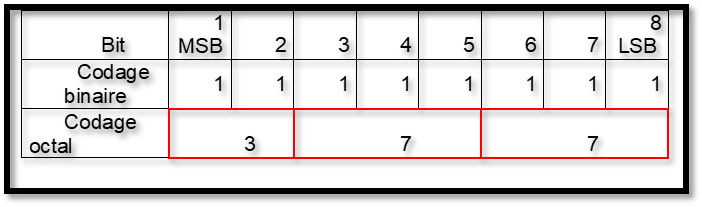 Bit 1 MSB 2 3 4 5 6 7 8 LSB
Codage binaire 1 1 1 1 1 1 1 1
Codage octal 3 7 7